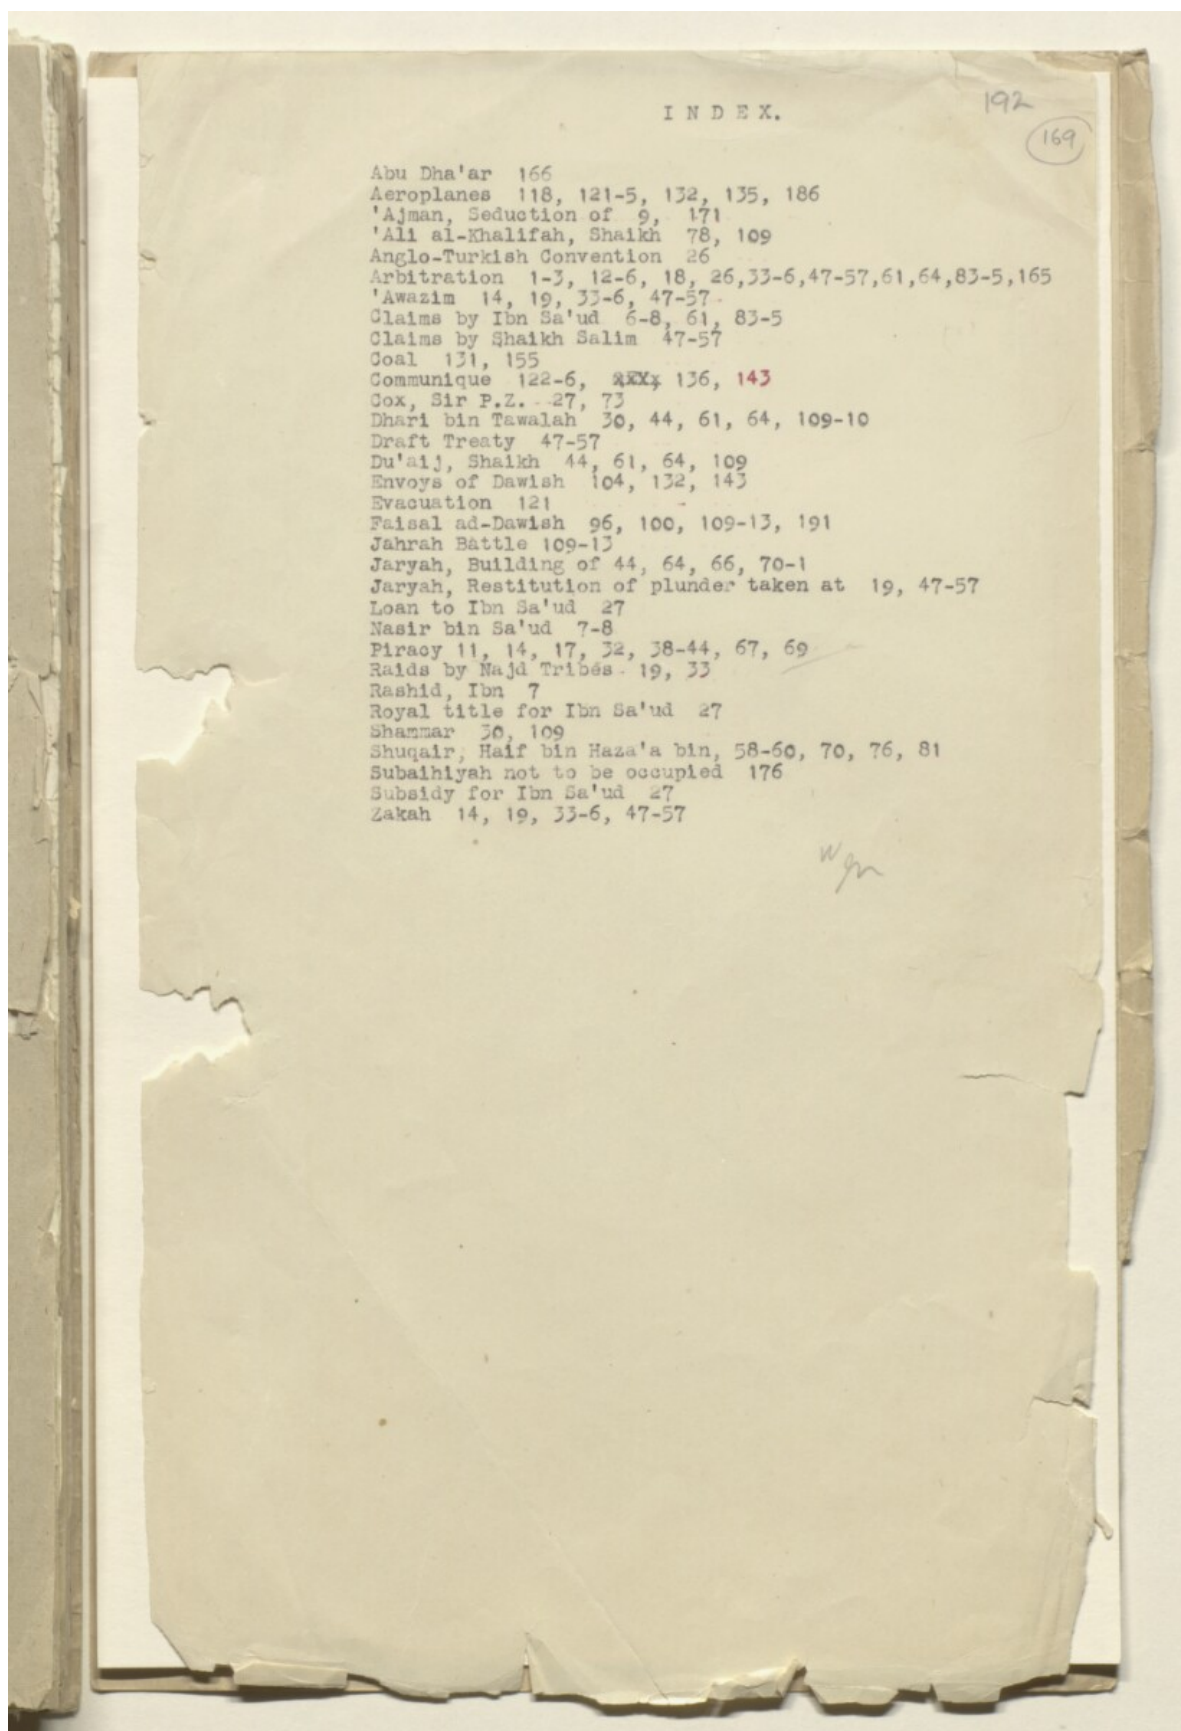 192
INDEX.
169
Abu Dha'ar 166
Aeroplanes 118, 121-5, 132, 135, 186
'Ajman, Seduction of 9, 171
'Ali al-Khalifah, Shaikh 78, 109
Anglo-Turkish Convention 26
Arbitration 1-3, 12-6, 18, 26,33-6,47-57,61,64,83-5,165
'Awazim 14, 19, 33-6, 47-57
Claims by Ibn Sa'ud 6-8, 61, 83-5
Claims by Shaikh Salim 47-57
Coal 131, 155
Communique 122-6, 136, 143
Cox, Sir P.Z. 27, 73
Dhari bin Tawalah 30, 44, 61, 64, 109-10
Draft Treaty 47-57
Du'aij, Shaikh 44, 61, 64, 109
Envoys of Dawish 104, 132, 143
Evacuation 121
Faisal ad-Dawish 96, 100, 109-13, 191
Jahrah Battle 109-13
Jaryah, Building of 44, 64, 66, 70-1
Jaryah, Restitution of plunder taken at 19, 47-57
Loan to Ibn Sa'ud 27
Nasir bin Sa'ud 7-8
Piracy 11, 14, 17, 32, 38-44, 67, 69
Raids by Najd Tribes 19, 33
Rashid, Ibn 7
Royal title for Ibn Sa'ud 27
Shammar 30, 109
Shuqair, Haif bin Haza'a bin, 58-60, 70, 76, 81
Subaihiyah not to be occupied 176
Subsidy for Ibn Sa'ud 27
Zakah 14, 19, 33-6, 47-57